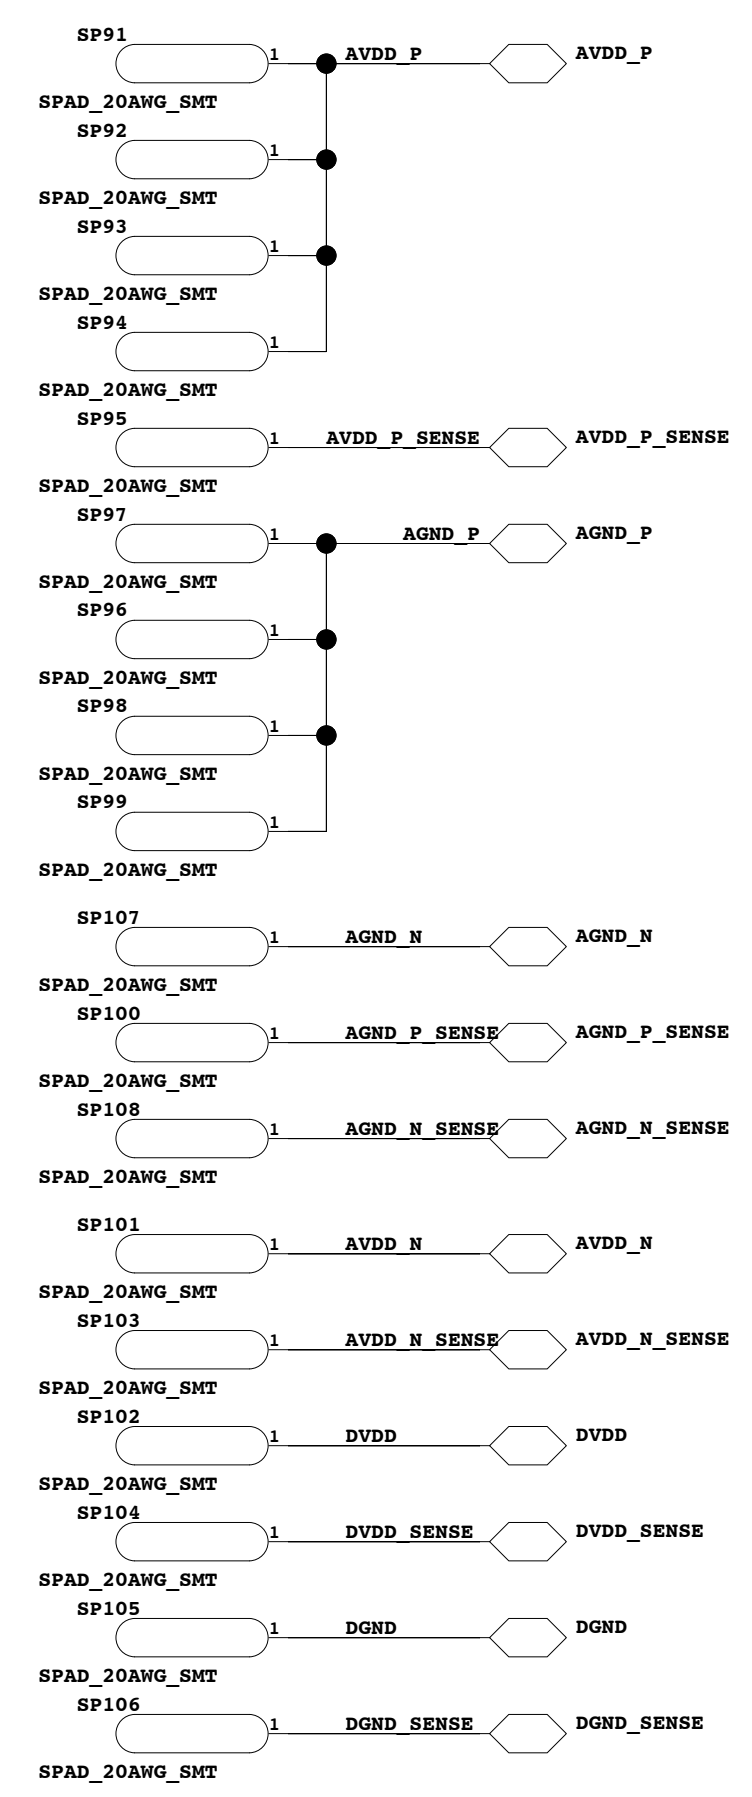 SP91
1 AVDD_P AVDD_P
SPAD_20AWG_SMT
SP92
1
SPAD_20AWG_SMT
SP93
1
SPAD_20AWG_SMT
SP94
1
SPAD_20AWG_SMT
SP95
1 AVDD_P_SENSE AVDD_P_SENSE
SPAD_20AWG_SMT
SP97
1 AGND_P AGND_P
SPAD_20AWG_SMT
SP96
1
SPAD_20AWG_SMT
SP98
1
SPAD_20AWG_SMT
SP99
1
SPAD_20AWG_SMT
SP107
1 AGND_N AGND_N
SPAD_20AWG_SMT
SP100
1 AGND_P_SENSE AGND_P_SENSE
SPAD_20AWG_SMT
SP108
1 AGND_N_SENSE AGND_N_SENSE
SPAD_20AWG_SMT
SP101
1 AVDD_N AVDD_N
SPAD_20AWG_SMT
SP103
1 AVDD_N_SENSE AVDD_N_SENSE
SPAD_20AWG_SMT
SP102
1 DVDD DVDD
SPAD_20AWG_SMT
SP104
1 DVDD_SENSE DVDD_SENSE
SPAD_20AWG_SMT
SP105
1 DGND DGND
SPAD_20AWG_SMT
SP106
1 DGND_SENSE DGND_SENSE
SPAD_20AWG_SMT